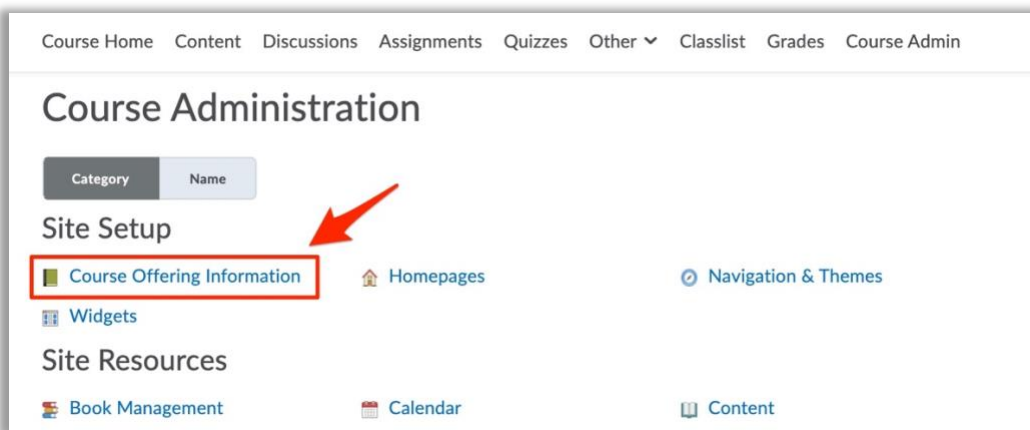 Course Home Content Discussions Assignments Quizzes Other Classlist Grades Course Admin
Course Administration
Category Name
Site Setup
Course Offering Information Homepages Navigation & Themes
Widgets
Site Resources
Book Management Calendar Content